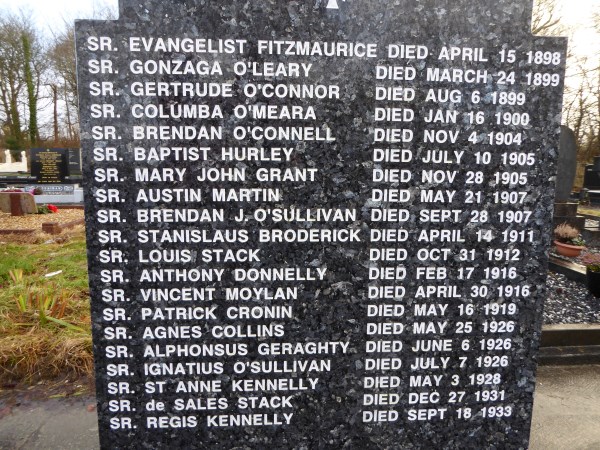 SR. EVANGELIST FITZMAURICE DIED APRIL 15 1898
SR. GONZAGA O'LEARY DIED MARCH 24 1899
SR. GERTRUDE O'CONNOR DIED AUG 6 1899
SR. COLUMBA O'MEARA DIED JAN 16 1900
SR. BRENDAN O'CONNELL DIED NOV 4 1904
SR. BAPTIST HURLEY DIED JULY 10 1905
SR. MARY JOHN GRANT DIED NOV 28 1905
SR. AUSTIN MARTIN DIED MAY 21 1907
SR. BRENDAN J. O'SULLIVAN DIED SEPT 28 1907
SR. STANISLAUS BRODERICK DIED APRIL 14 1911
SR. LOUIS STACK DIED OCT 31 1912
SR. ANTHONY DONNELLY DIED FEB 17 1916
SR. VINCENT MOYLAN DIED APRIL 30 1916
SR. PATRICK CRONIN DIED MAY 16 1919
SR. AGNES COLLINS DIED MAY 25 1926
SR. ALPHONSUS GERAGHTY DIED JUNE 6 1926
SR. IGNATIUS O'SULLIVAN DIED JULY 7 1926
SR. ST ANNE KENNELLY DIED MAY 3 1928
SR. de SALES STACK DIED DEC 27 1931
SR. REGIS KENNELLY DIED SEPT 18 1933